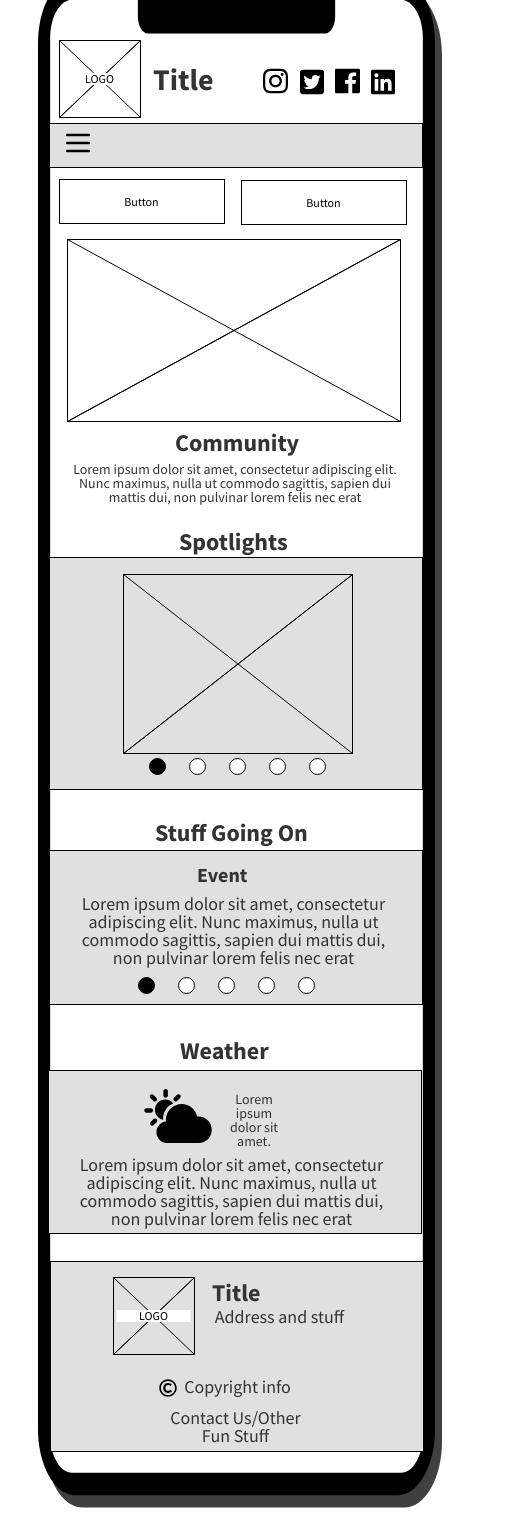 LOGO
Title
Button
Button
Community
Lorem ipsum dolor sit amet, consectetur adipiscing elit.
Nunc maximus, nulla ut commodo sagittis, sapien dui
mattis dui, non pulvinar lorem felis nec erat
Spotlights
Stuff Going On
Event
Lorem ipsum dolor sit amet, consectetur
adipiscing elit. Nunc maximus, nulla ut
commodo sagittis, sapien dui mattis dui,
non pulvinar lorem felis nec erat
Weather
Lorem
ipsum
dolor sit
amet.
Lorem ipsum dolor sit amet, consectetur
adipiscing elit. Nunc maximus, nulla ut
commodo sagittis, sapien dui mattis dui,
non pulvinar lorem felis nec erat
LOGO
Title
Address and stuff
© Copyright info
Contact Us/Other
Fun Stuff